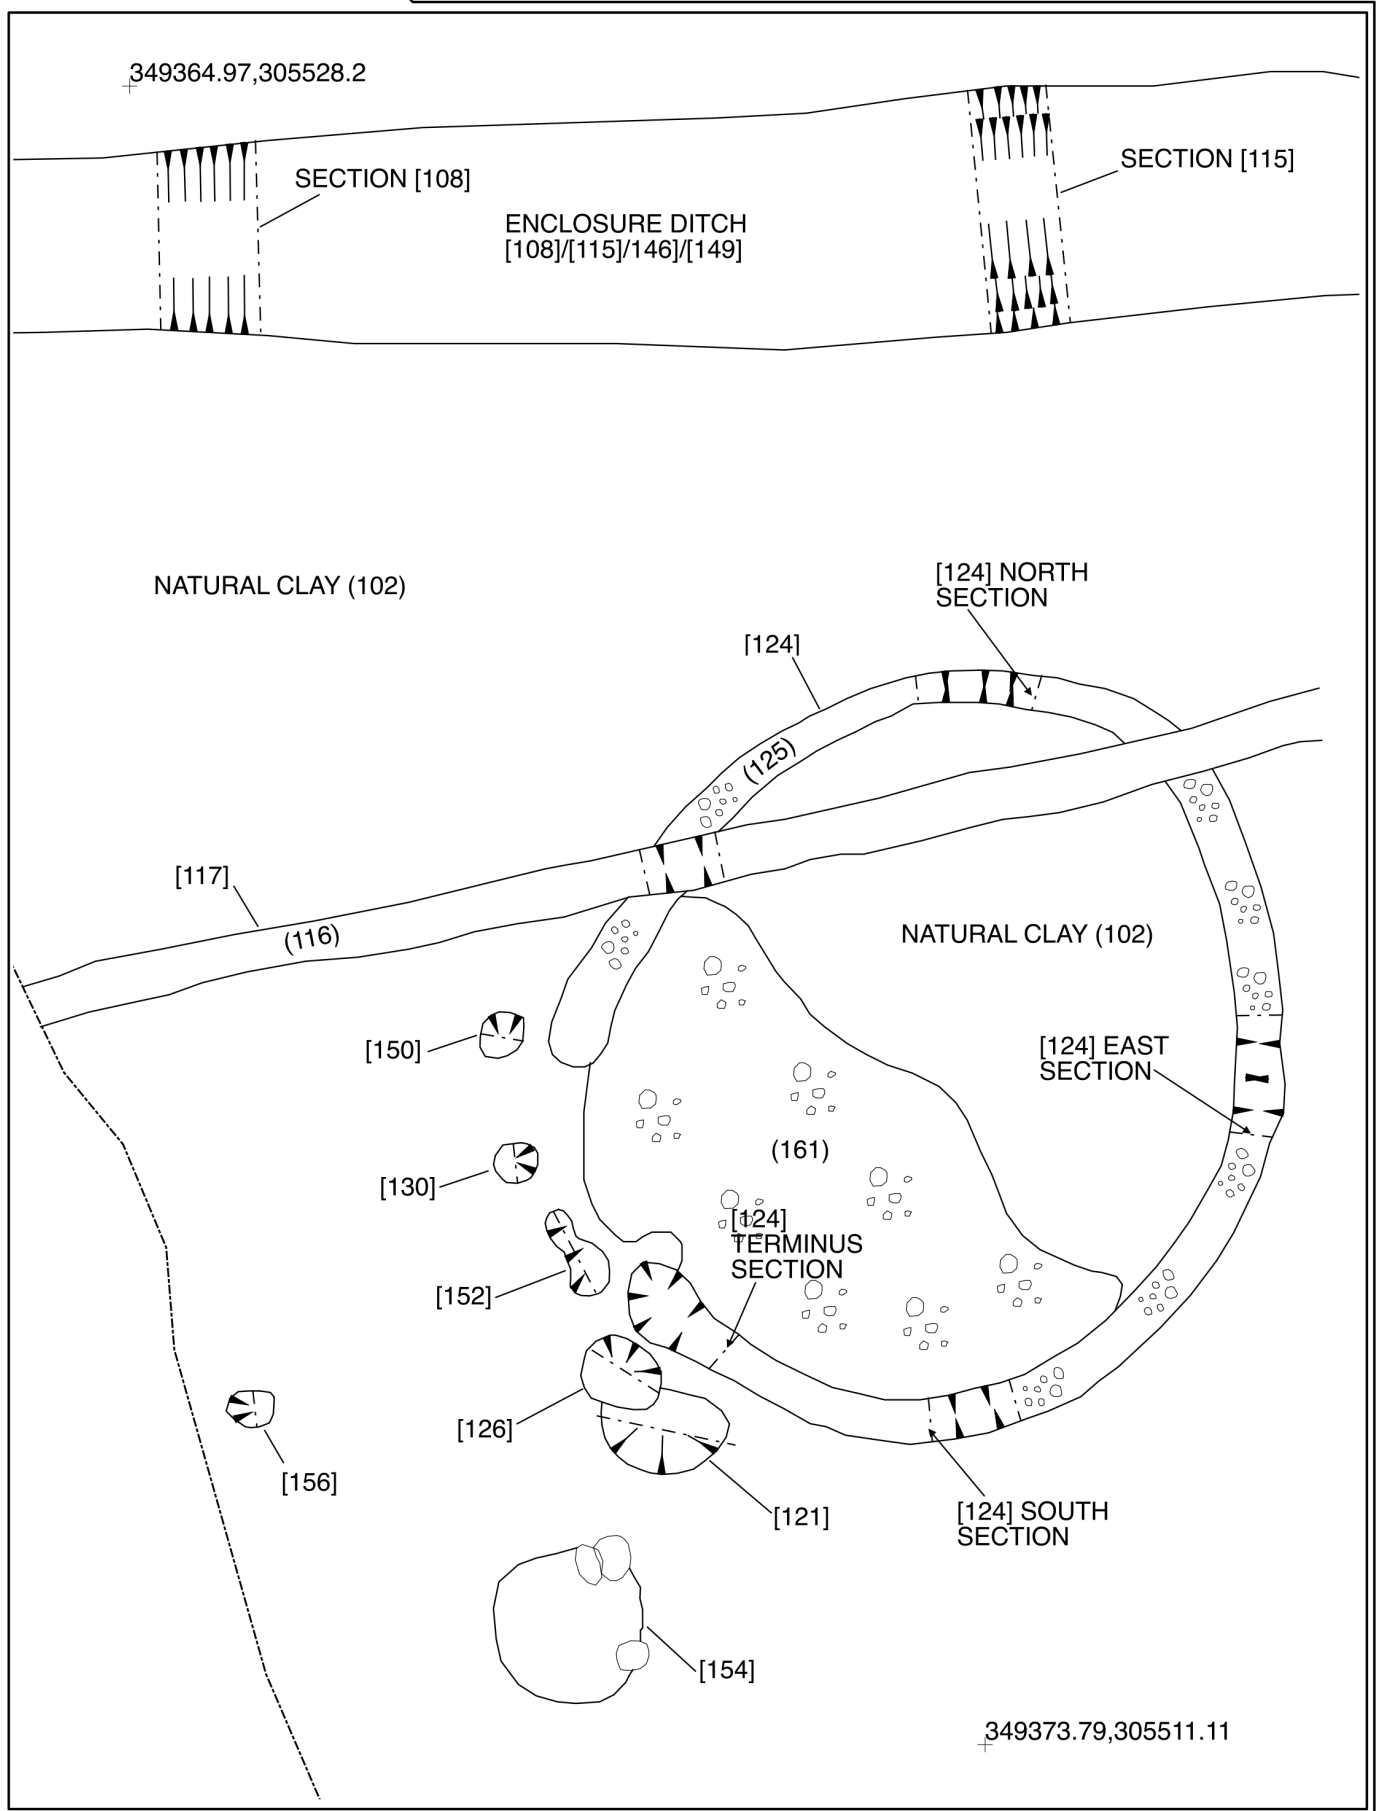 349364.97,305528.2
SECTION [108]
SECTION [115]
ENCLOSURE DITCH
[108]/[115]/146]/[149]
NATURAL CLAY (102)
[124] NORTH
SECTION
[124]
(125)
[117]
(116)
NATURAL CLAY (102)
[150]
[124] EAST
SECTION
(161)
[130]
[124]
TERMINUS
SECTION
[152]
[126]
[156]
[121]
[124] SOUTH
SECTION
[154]
349373.79,305511.11